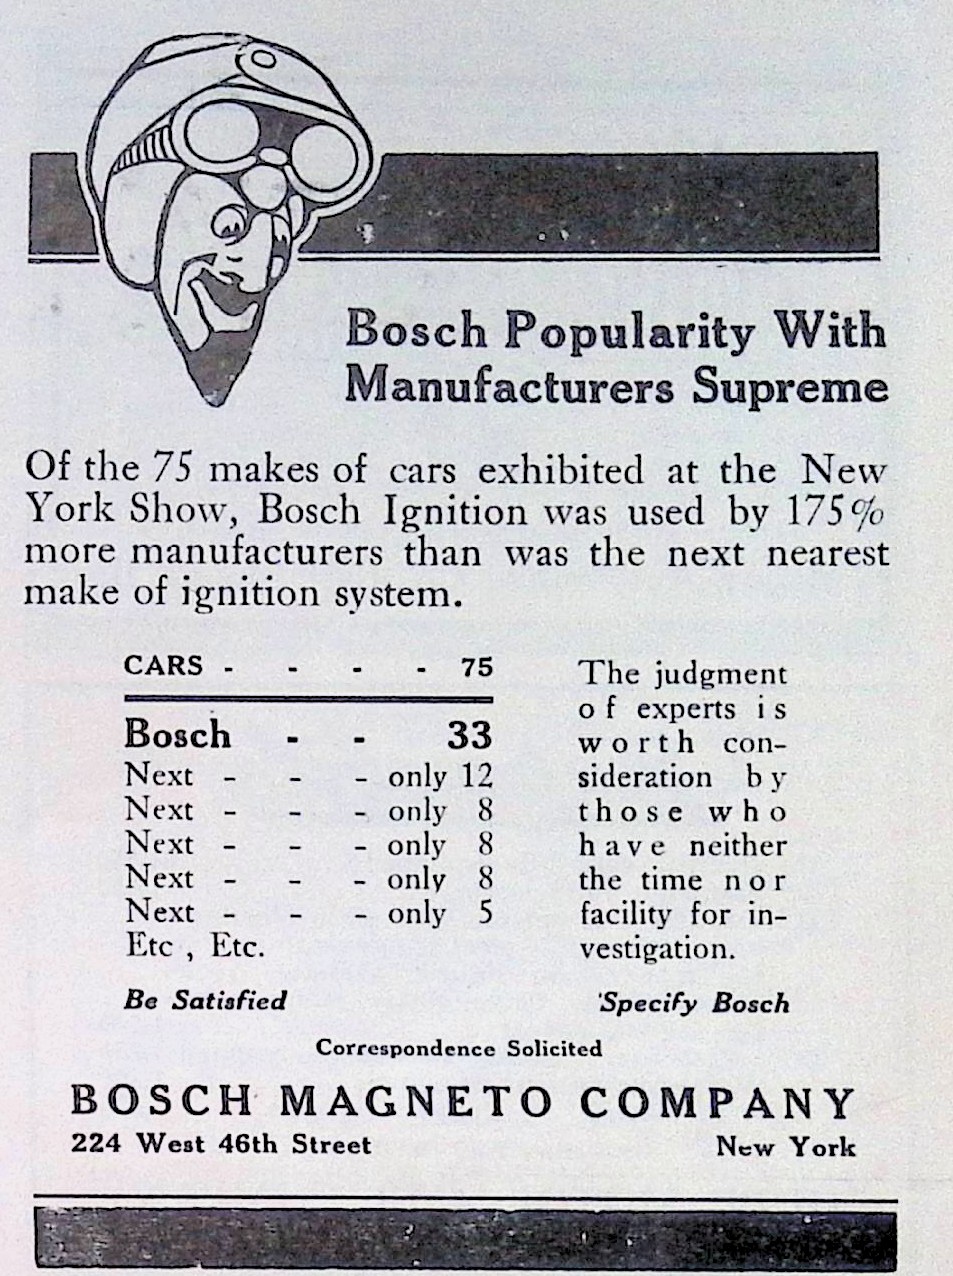 Bosch Popularity With
Manufacturers Supreme
Of the 75 makes of cars exhibited at the New
York Show, Bosch Ignition was used by 175%
more manufacturers than was the next nearest
make of ignition system.
CARS - - - - 75
Bosch - - 33
Next - - - only 12
Next - - - only 8
Next - - - only 8
Next - - - only 8
Next - - - only 5
Etc , Etc.
The judgment
of experts is
worth con-
sideration by
those who
have neither
the time nor
facility for in-
vestigation.
Be Satisfied
'Specify Bosch
Correspondence Solicited
BOSCH MAGNETO COMPANY
224 West 46th Street New York